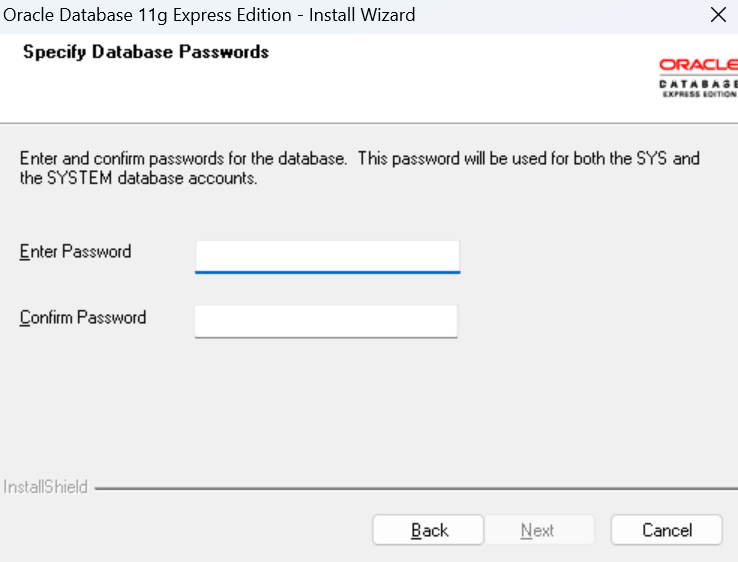 Oracle Database 11g Express Edition - Install Wizard
Specify Database Passwords
ORACLE
DATABASE
EXPRESS EDITION
Enter and confirm passwords for the database.  This password will be used for both the SYS and
the SYSTEM database accounts.
Enter Password
Confirm Password
InstallShield
Back
Next
Cancel